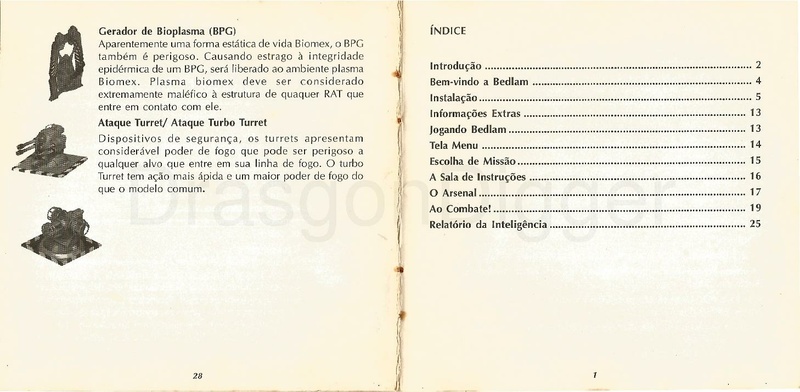 Gerador de Bioplasma (BPG)
Aparentemente uma forma estática de vida Biomex, o BPG
também é perigoso. Causando estrago à integridade
epidérmica de um BPG, será liberado ao ambiente plasma
Biomex. Plasma biomex deve ser considerado
extremamente maléfico à estrutura de quaquer RAT que
entre em contato com ele.
Ataque Turret/ Ataque Turbo Turret
Dispositivos de segurança, os turrets apresentam
considerável poder de fogo que pode ser perigoso a
qualquer alvo que entre em sua linha de fogo. O turbo
Turret tem ação mais ápida e um maior poder de fogo do
que o modelo comum.
28
ÍNDICE
Introdução 2
Bem-vindo a Bedlam 4
Instalação 5
Informações Extras 13
Jogando Bedlam 13
Tela Menu 14
Escolha de Missão 15
A Sala de Instruções 16
O Arsenal 17
Ao Combate! 19
Relatório da Inteligência 25
1